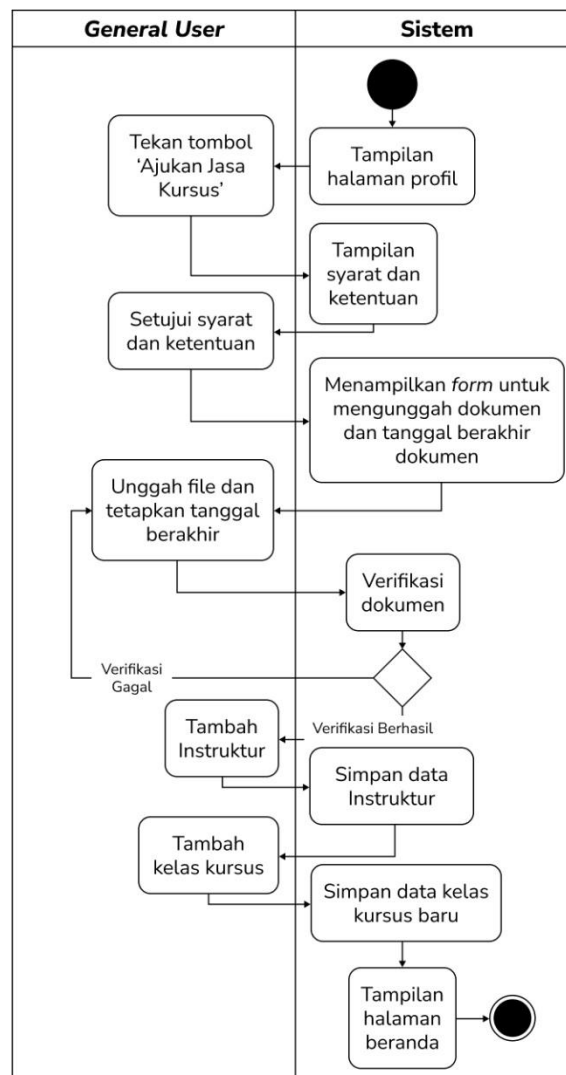 General User
Sistem
Tampilan
halaman profil
Tekan tombol
‘Ajukan Jasa
Kursus’
Tampilan
syarat dan
ketentuan
Setujui syarat
dan ketentuan
Menampilkan form untuk
mengunggah dokumen
dan tanggal berakhir
dokumen
Unggah file dan
tetapkan tanggal
berakhir
Verifikasi
dokumen
Verifikasi
Gagal
Verifikasi Berhasil
Tambah
Instruktur
Simpan data
Instruktur
Tambah
kelas kursus
Simpan data kelas
kursus baru
Tampilan
halaman
beranda